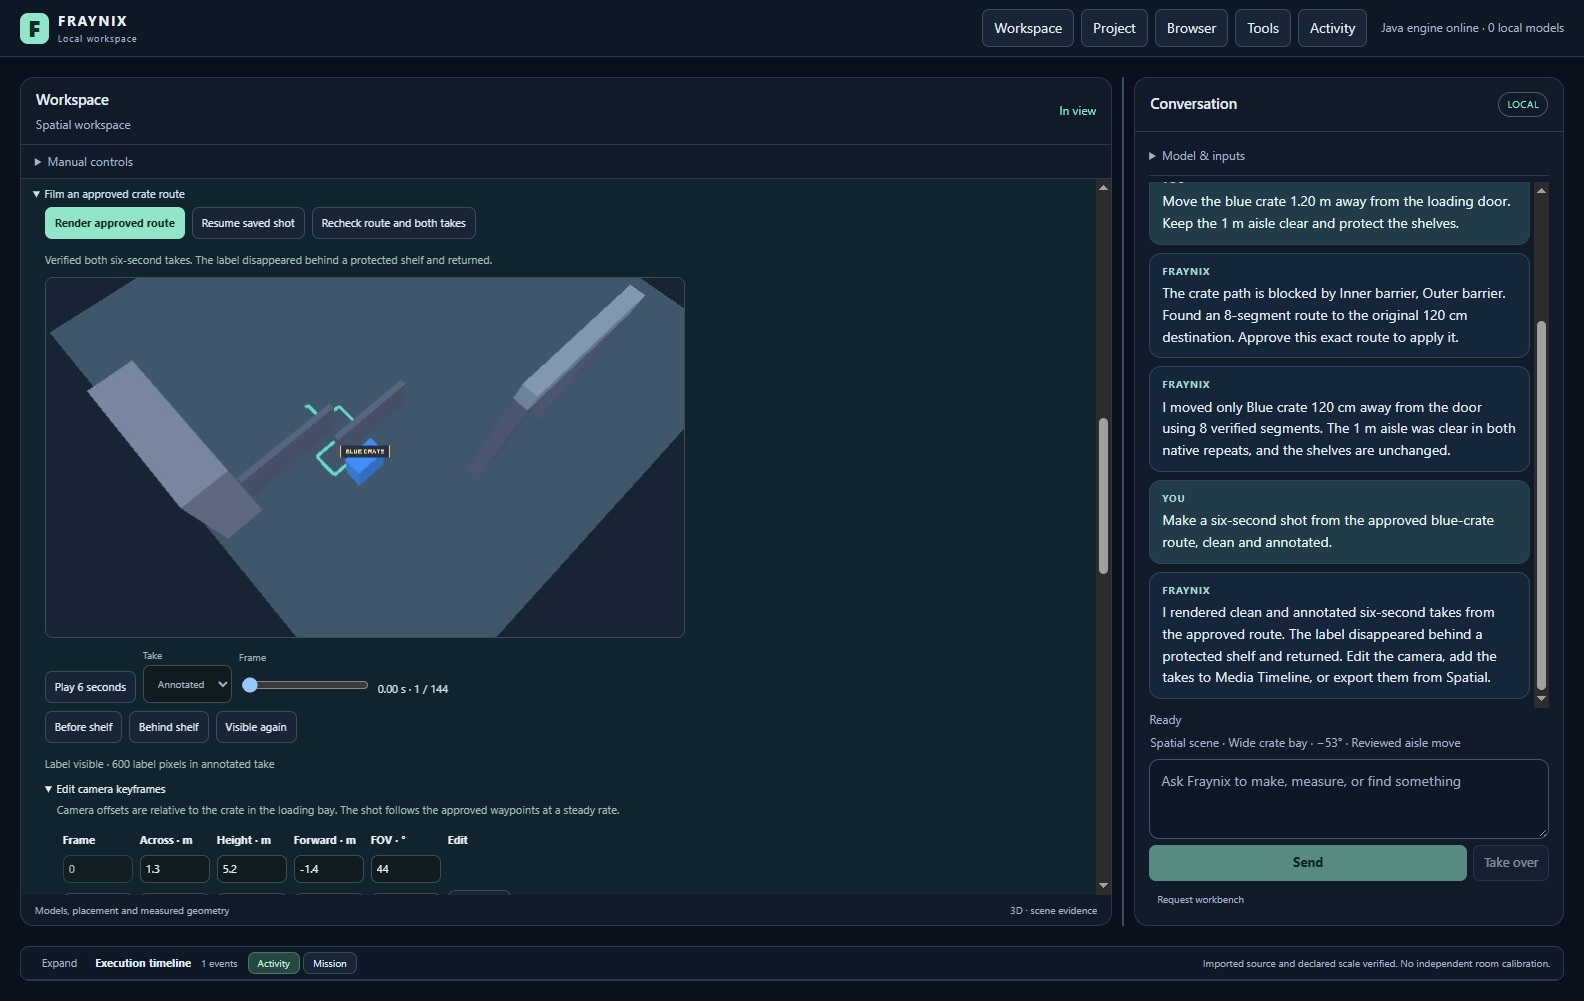 F
FRAYNIX
Local workspace
Workspace
Project
Browser
Tools
Activity
Java engine online · 0 local models
Workspace
Spatial workspace
In view
Manual controls
Film an approved crate route
Render approved route
Resume saved shot
Recheck route and both takes
Verified both six-second takes. The label disappeared behind a protected shelf and returned.
BLUE CRATE
Take
Frame
Play 6 seconds
Annotated
0.00 s · 1 / 144
Before shelf
Behind shelf
Visible again
Label visible · 600 label pixels in annotated take
Edit camera keyframes
Camera offsets are relative to the crate in the loading bay. The shot follows the approved waypoints at a steady rate.
Frame Across · m Height · m Forward · m FOV · ° Edit
0 1.3 5.2 -1.4 44
Models, placement and measured geometry
3D · scene evidence
Conversation
LOCAL
Model & inputs
Move the blue crate 1.20 m away from the loading door.
Keep the 1 m aisle clear and protect the shelves.
FRAYNIX
The crate path is blocked by Inner barrier, Outer barrier.
Found an 8-segment route to the original 120 cm
destination. Approve this exact route to apply it.
FRAYNIX
I moved only Blue crate 120 cm away from the door
using 8 verified segments. The 1 m aisle was clear in both
native repeats, and the shelves are unchanged.
YOU
Make a six-second shot from the approved blue-crate
route, clean and annotated.
FRAYNIX
I rendered clean and annotated six-second takes from
the approved route. The label disappeared behind a
protected shelf and returned. Edit the camera, add the
takes to Media Timeline, or export them from Spatial.
Ready
Spatial scene · Wide crate bay · −53° · Reviewed aisle move
Ask Fraynix to make, measure, or find something
Send
Take over
Request workbench
Expand
Execution timeline
1 events
Activity
Mission
Imported source and declared scale verified. No independent room calibration.